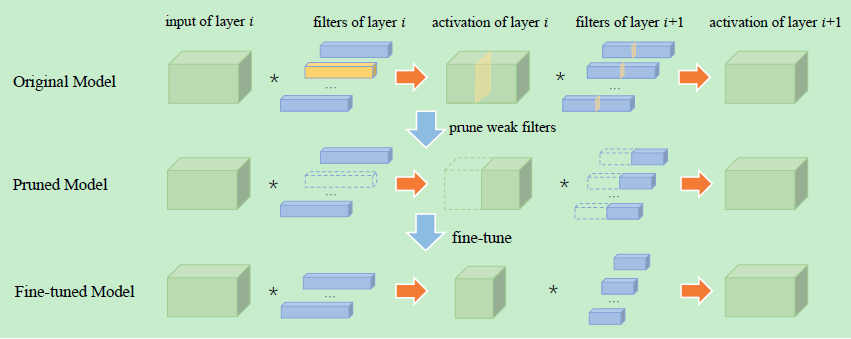 input of layer i filters of layer i activation of layer i filters of layer i+1 activation of layer i+1
Original Model * ... * ...
prune weak filters
Pruned Model * ... * ...
fine-tune
Fine-tuned Model * ... * ...